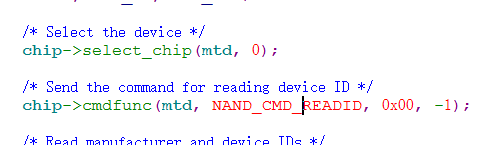 /* Select the device */
chip->select_chip(mtd, 0);
/* Send the command for reading device ID */
chip->cmdfunc(mtd, NAND_CMD_READID, 0x00, -1);
/* Read manufacturer and device IDs */